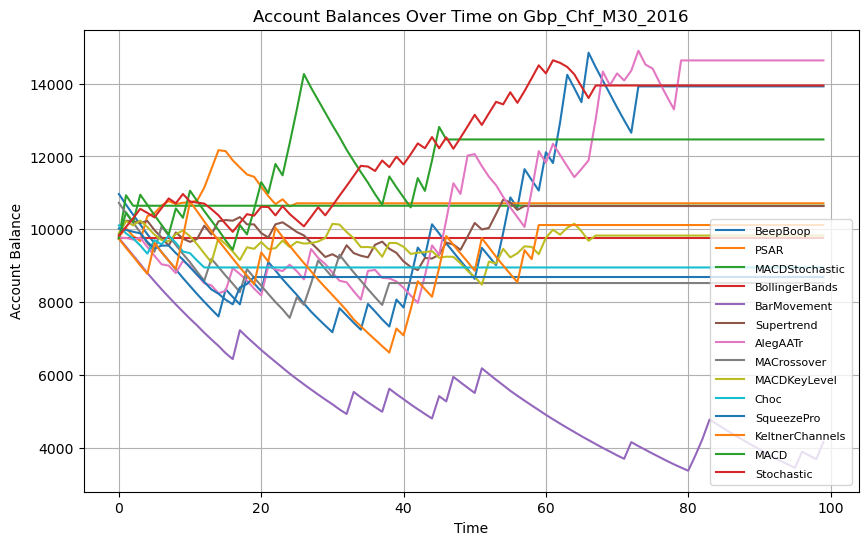 Account Balances Over Time on Gbp_Chf_M30_2016
Account Balance
14000
12000
10000
8000
6000
4000
0
20
40
60
80
100
Time
BeepBoop
PSAR
MACDStochastic
BollingerBands
BarMovement
Supertrend
AlegAATr
MACrossover
MACDKeyLevel
Choc
SqueezePro
KeltnerChannels
MACD
Stochastic